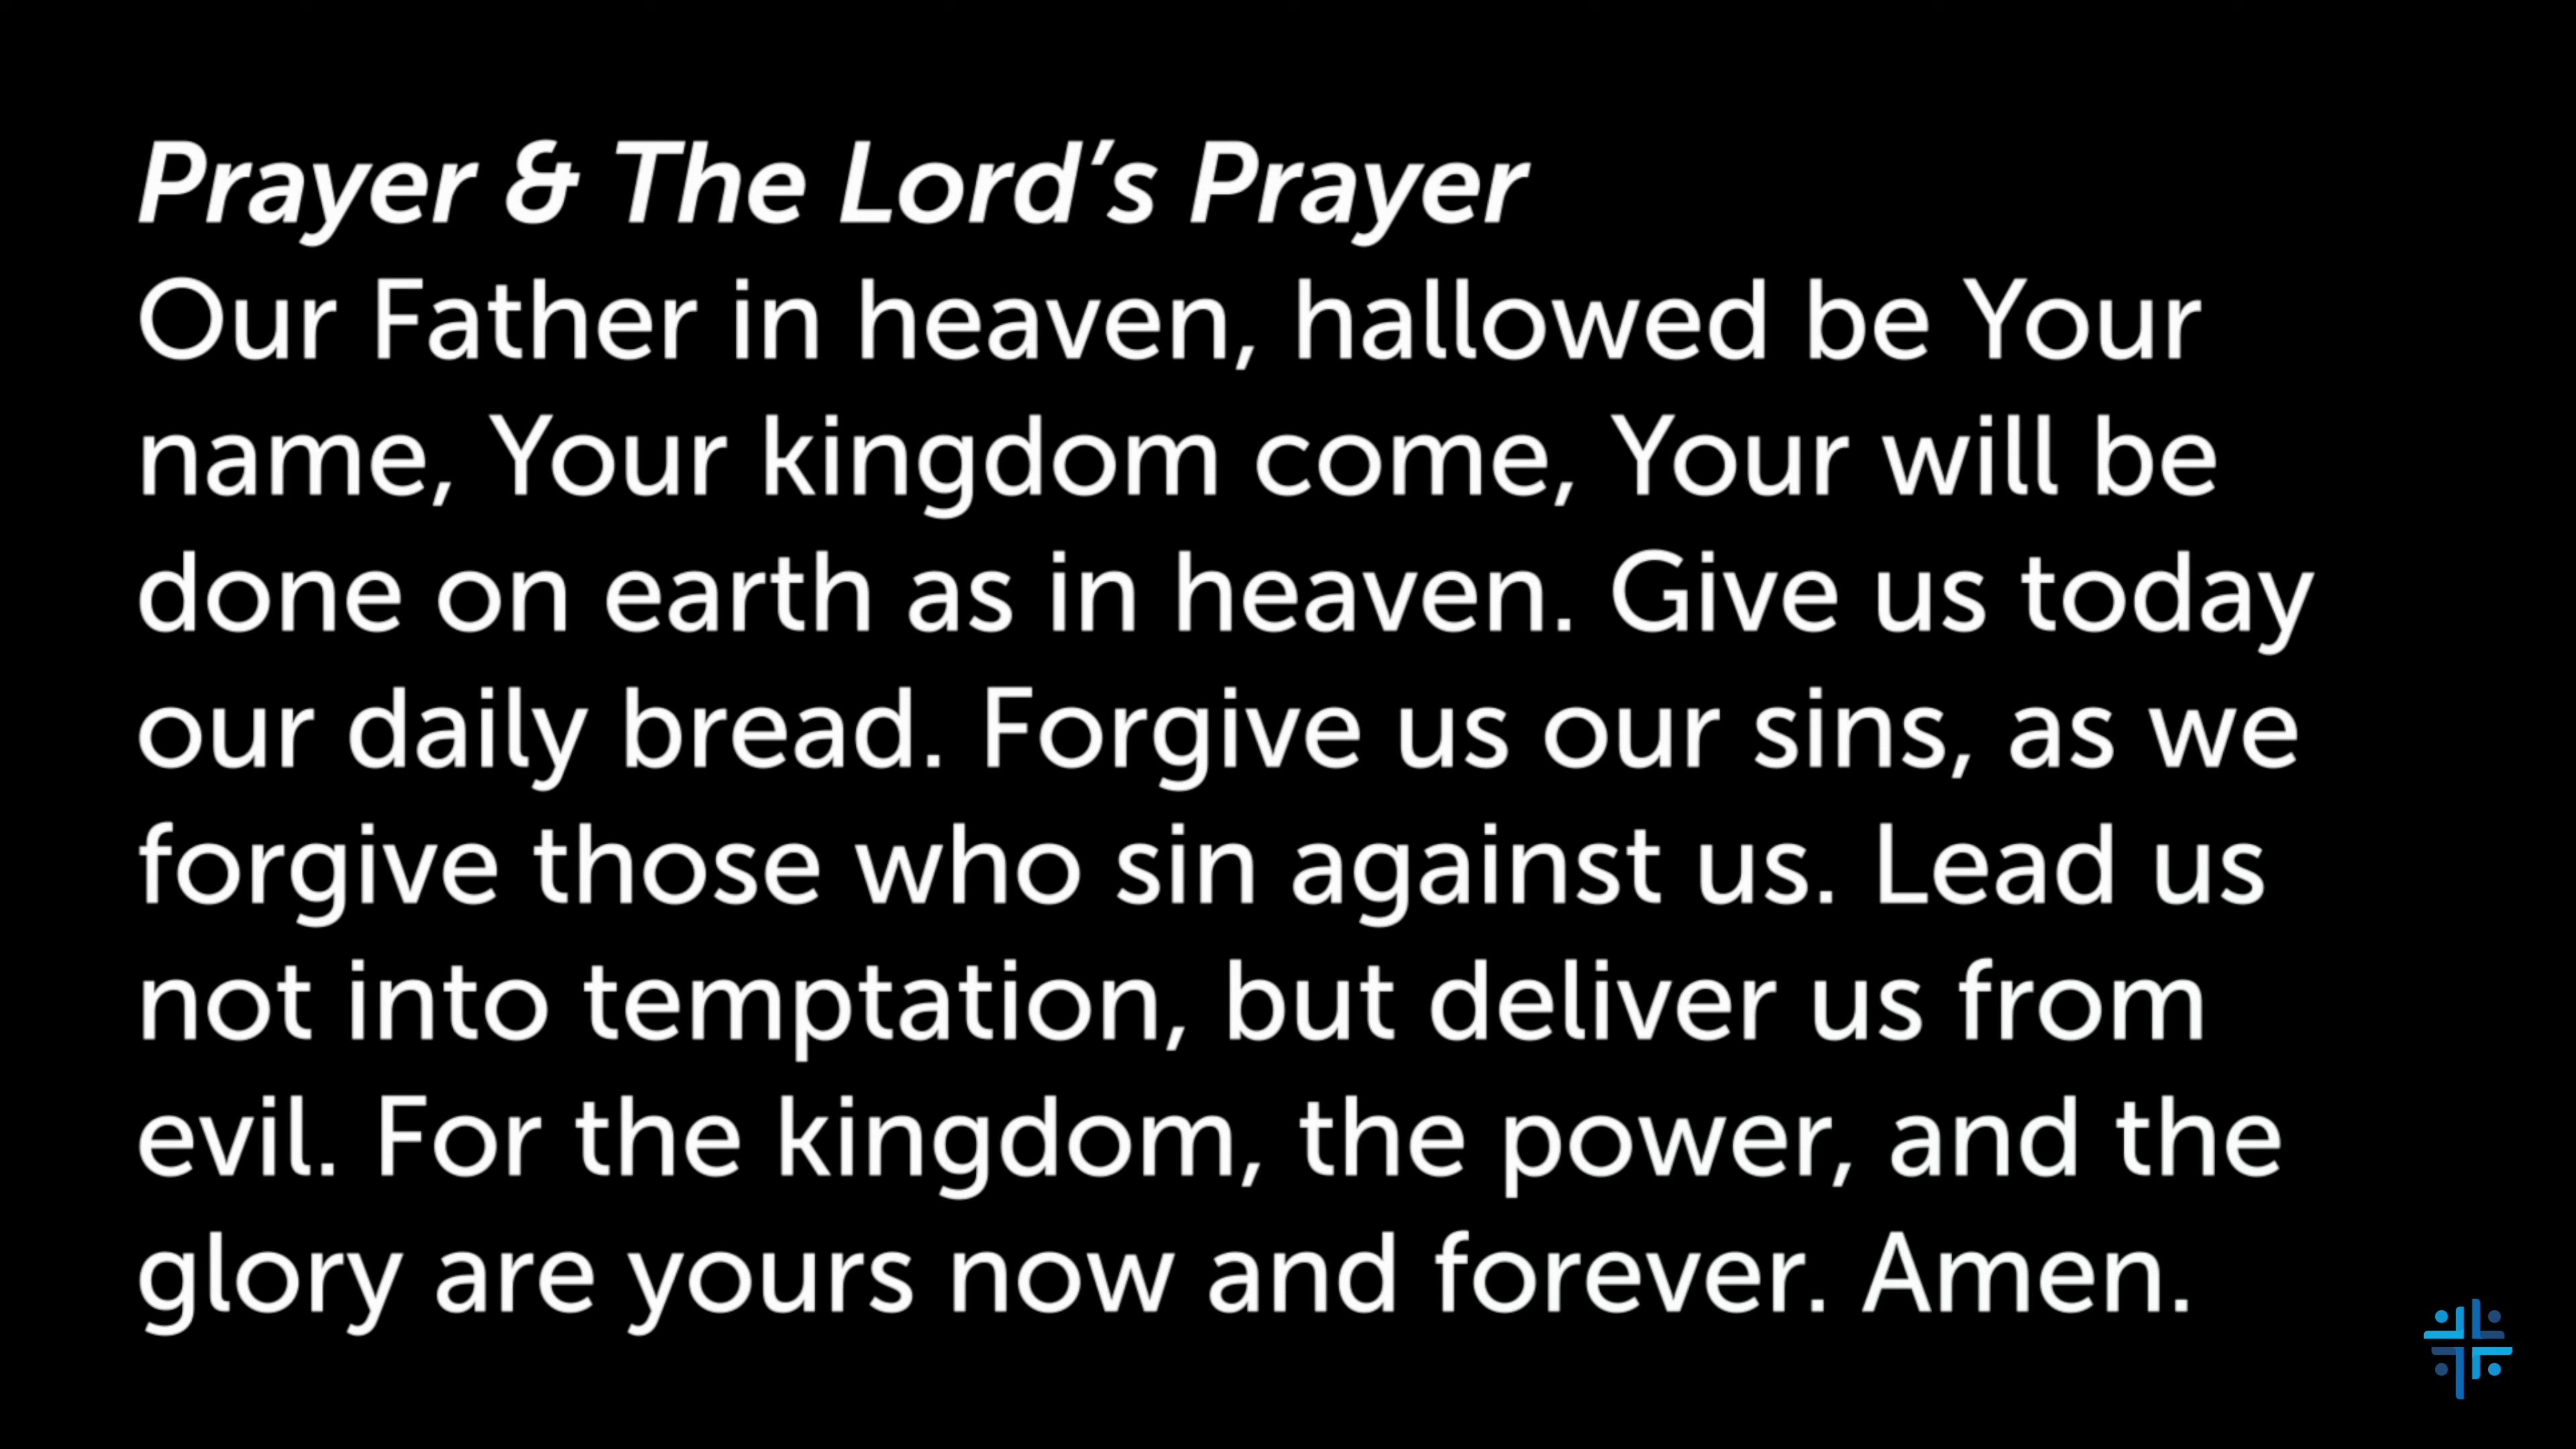 Prayer & The Lord’s Prayer
Our Father in heaven, hallowed be Your
name, Your kingdom come, Your will be
done on earth as in heaven. Give us today
our daily bread. Forgive us our sins, as we
forgive those who sin against us. Lead us
not into temptation, but deliver us from
evil. For the kingdom, the power, and the
glory are yours now and forever. Amen.